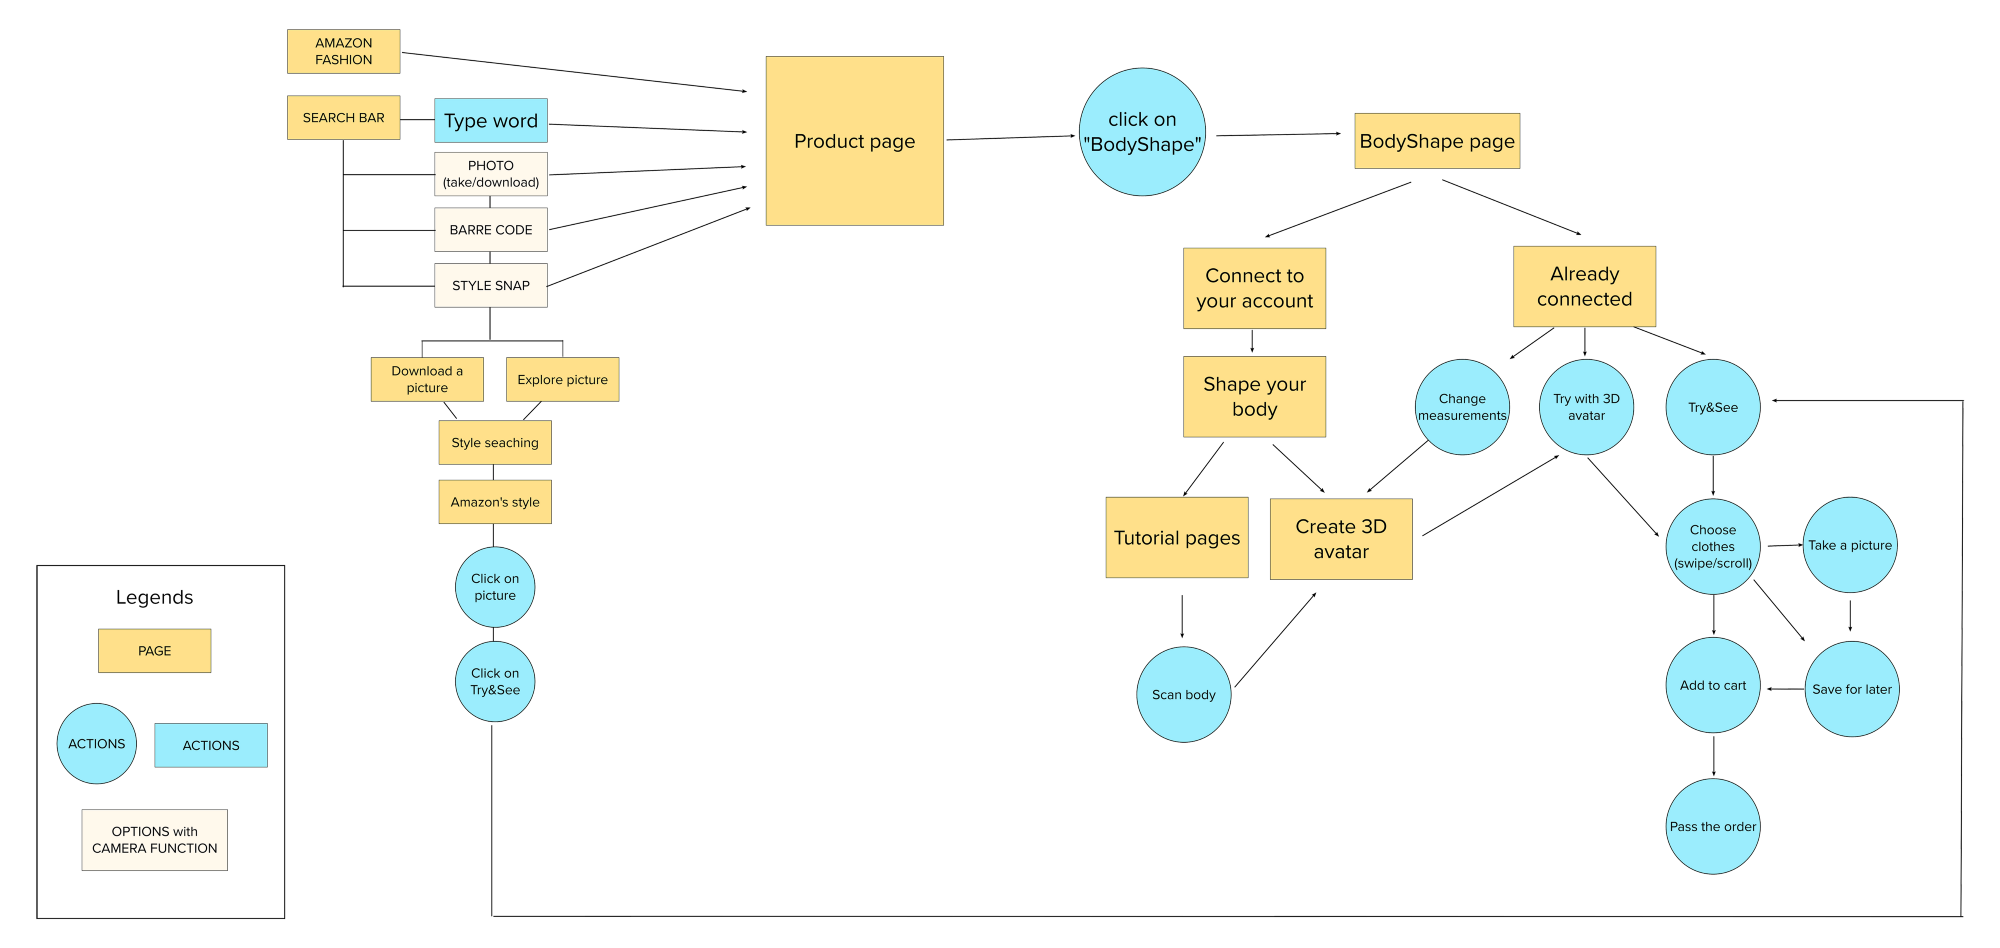 AMAZON
FASHION
SEARCH BAR
Type word
PHOTO
(take/download)
BARRE CODE
STYLE SNAP
Download a
picture
Explore picture
Style seaching
Amazon's style
Click on
picture
Click on
Try&See
Product page
click on
"BodyShape"
BodyShape page
Connect to
your account
Already
connected
Shape your
body
Change
measurements
Try with 3D
avatar
Try&See
Tutorial pages
Create 3D
avatar
Choose
clothes
(swipe/scroll)
Take a picture
Scan body
Add to cart
Save for later
Pass the order
Legends
PAGE
ACTIONS
ACTIONS
OPTIONS with
CAMERA FUNCTION